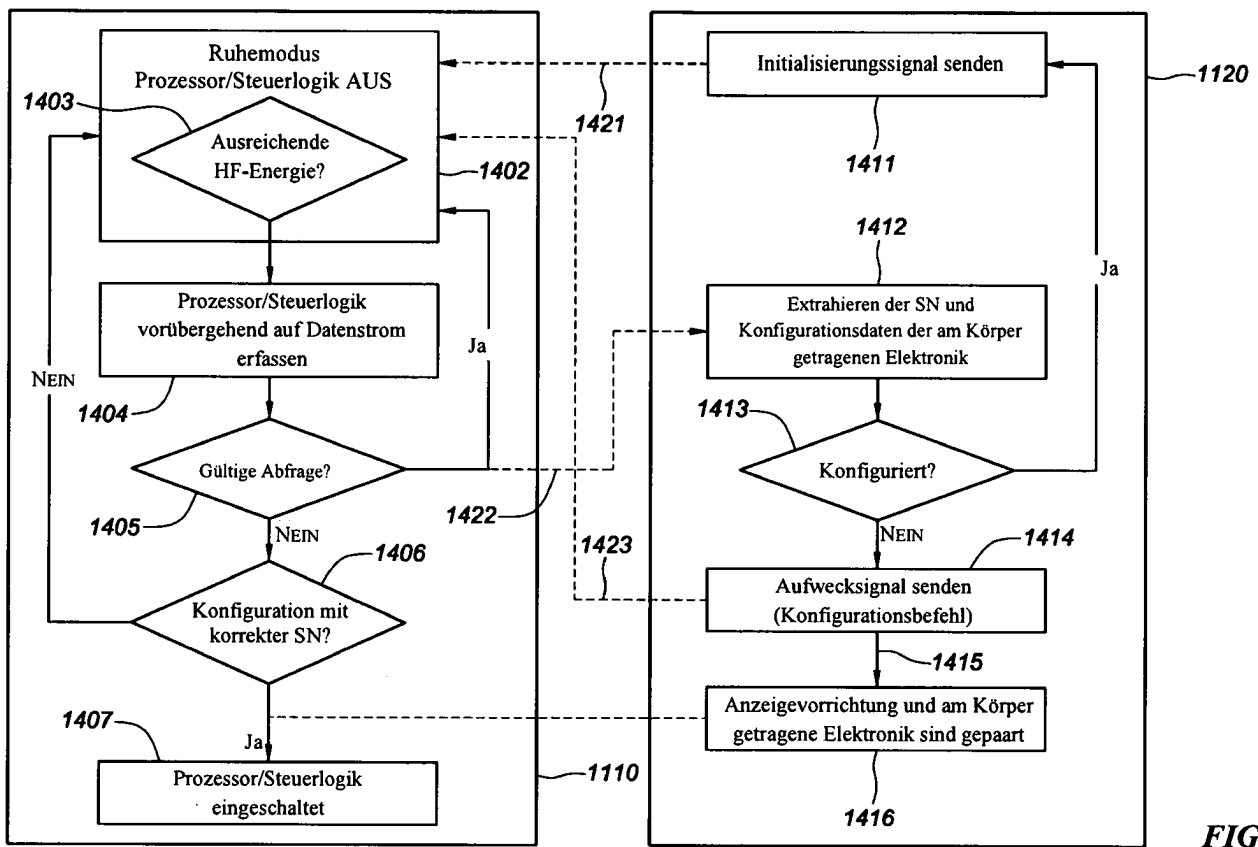 Ruhemodus
Prozessor/Steuerlogik AUS
1403
Ausreichende
HF-Energie?
1402
Prozessor/Steuerlogik
vorübergehend auf Datenstrom
erfassen
1404
NEIN
Ja
Gültige Abfrage?
1405
NEIN
1406
Konfiguration mit
korrekter SN?
1407
Ja
Prozessor/Steuerlogik
eingeschaltet
1110
1421
1422
1423
Initialisierungssignal senden
1411
1120
1412
Extrahieren der SN und
Konfigurationsdaten der am Körper
getragenen Elektronik
Ja
1413
Konfiguriert?
NEIN
1414
Aufwecksignal senden
(Konfigurationsbefehl)
1415
Anzeigevorrichtung und am Körper
getragene Elektronik sind gepaart
1416
FIG